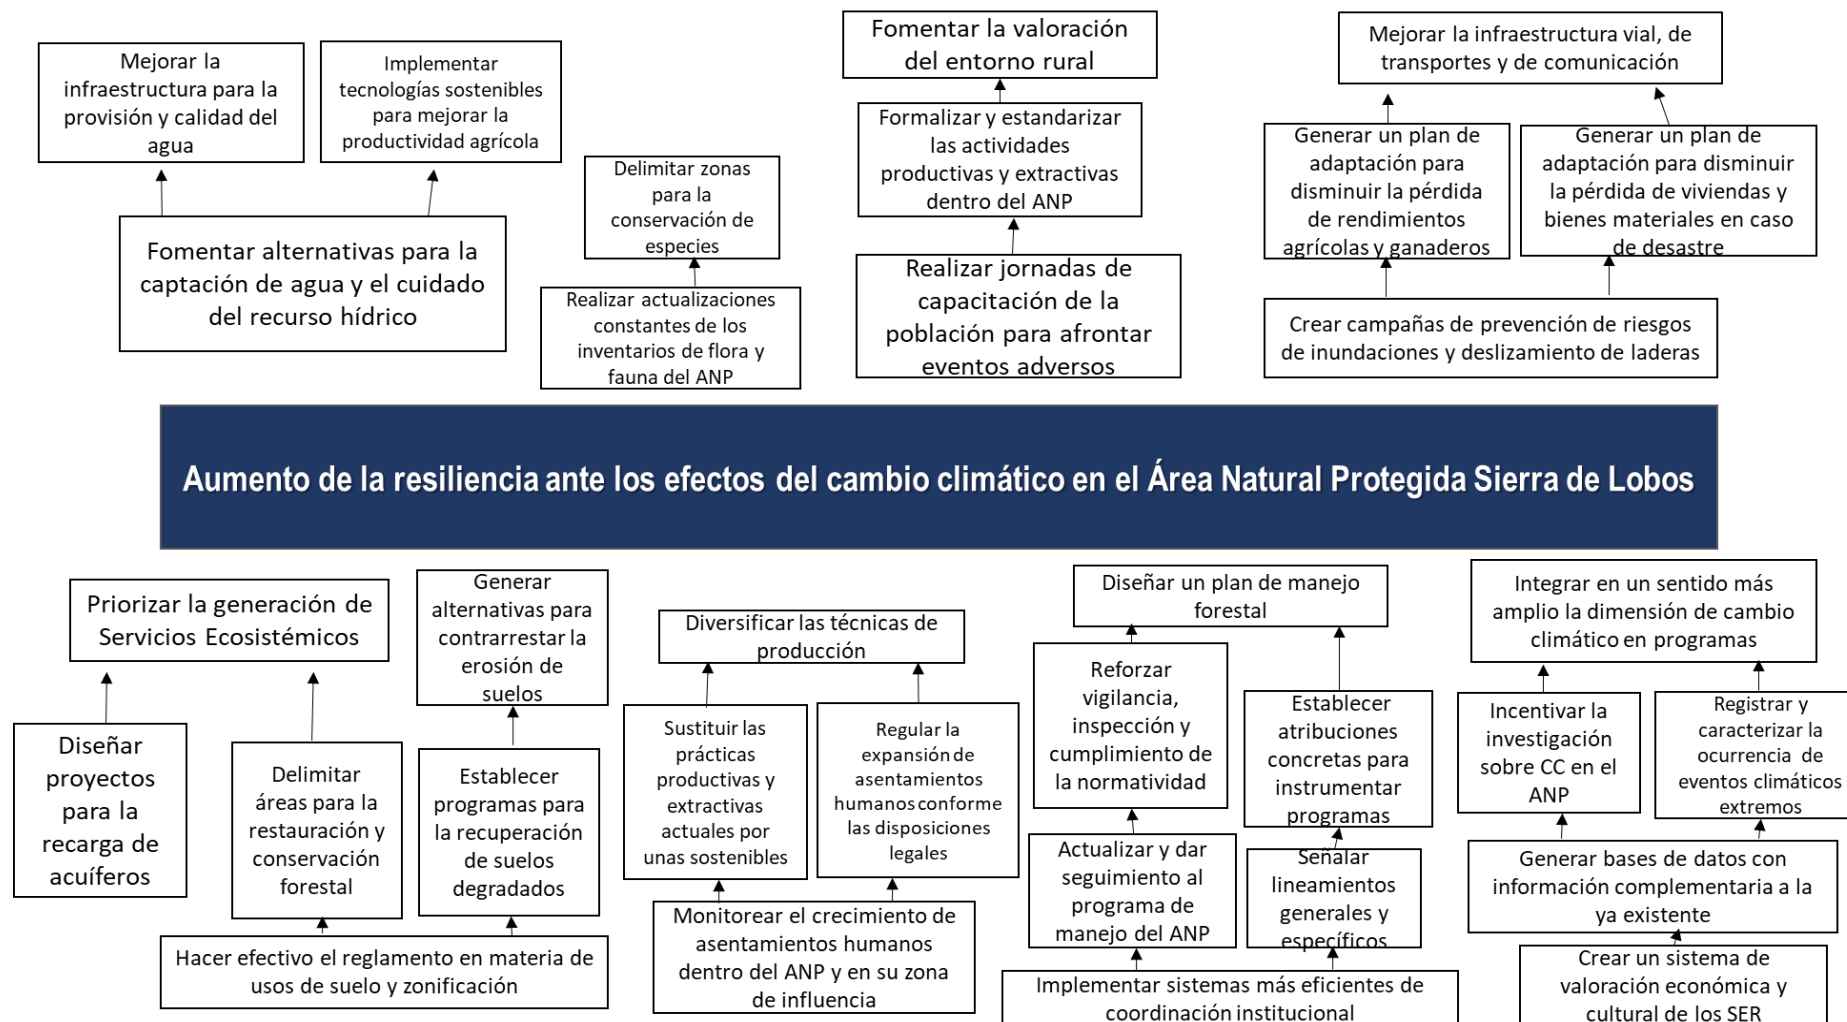 Mejorar la
infraestructura para la
provisión y calidad del
agua
Implementar
tecnologías sostenibles
para mejorar la
productividad agrícola
Fomentar alternativas para la
captación de agua y el cuidado
del recurso hídrico
Delimitar zonas
para la
conservación de
especies
Realizar actualizaciones
constantes de los
inventarios de flora y
fauna del ANP
Fomentar la valoración
del entorno rural
Formalizar y estandarizar
las actividades
productivas y extractivas
dentro del ANP
Realizar jornadas de
capacitación de la
población para afrontar
eventos adversos
Mejorar la infraestructura vial, de
transportes y de comunicación
Generar un plan de
adaptación para
disminuir la pérdida
de rendimientos
agrícolas y ganaderos
Generar un plan de
adaptación para disminuir
la pérdida de viviendas y
bienes materiales en caso
de desastre
Crear campañas de prevención de riesgos
de inundaciones y deslizamiento de laderas
Aumento de la resiliencia ante los efectos del cambio climático en el Área Natural Protegida Sierra de Lobos
Priorizar la generación de
Servicios Ecosistémicos
Diseñar
proyectos
para la
recarga de
acuíferos
Delimitar
áreas para la
restauración y
conservación
forestal
Generar
alternativas para
contrarrestar la
erosión de
suelos
Establecer
programas para
la recuperación
de suelos
degradados
Hacer efectivo el reglamento en materia de
usos de suelo y zonificación
Diversificar las técnicas de
producción
Sustituir las
prácticas
productivas y
extractivas
actuales por
unas sostenibles
Regular la
expansión de
asentamientos
humanos conforme
las disposiciones
legales
Monitorear el crecimiento de
asentamientos humanos
dentro del ANP y en su zona
de influencia
Diseñar un plan de manejo
forestal
Reforzar
vigilancia,
inspección y
cumplimiento de
la normatividad
Establecer
atribuciones
concretas para
instrumentar
programas
Actualizar y dar
seguimiento al
programa de
manejo del ANP
Señalar
lineamientos
generales y
específicos
Implementar sistemas más eficientes de
coordinación institucional
Integrar en un sentido más
amplio la dimensión de cambio
climático en programas
Incentivar la
investigación
sobre CC en el
ANP
Registrar y
caracterizar la
ocurrencia de
eventos climáticos
extremos
Generar bases de datos con
información complementaria a la
ya existente
Crear un sistema de
valoración económica y
cultural de los SER